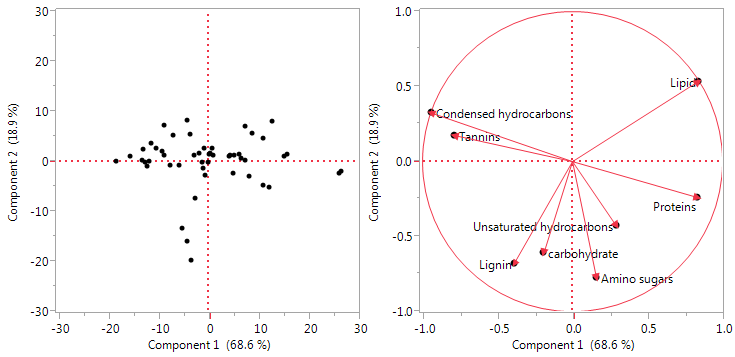 30
20
10
0
-10
-20
-30
Component 2 (18.9 %)
-30
-20
-10
0
10
20
30
Component 1 (68.6 %)
1.0
0.5
0.0
-0.5
-1.0
Component 2 (18.9 %)
Lipid
Condensed hydrocarbons
Tannins
Proteins
Unsaturated hydrocarbons
carbohydrate
Lignin
Amino sugars
-1.0
-0.5
0.0
0.5
1.0
Component 1 (68.6 %)